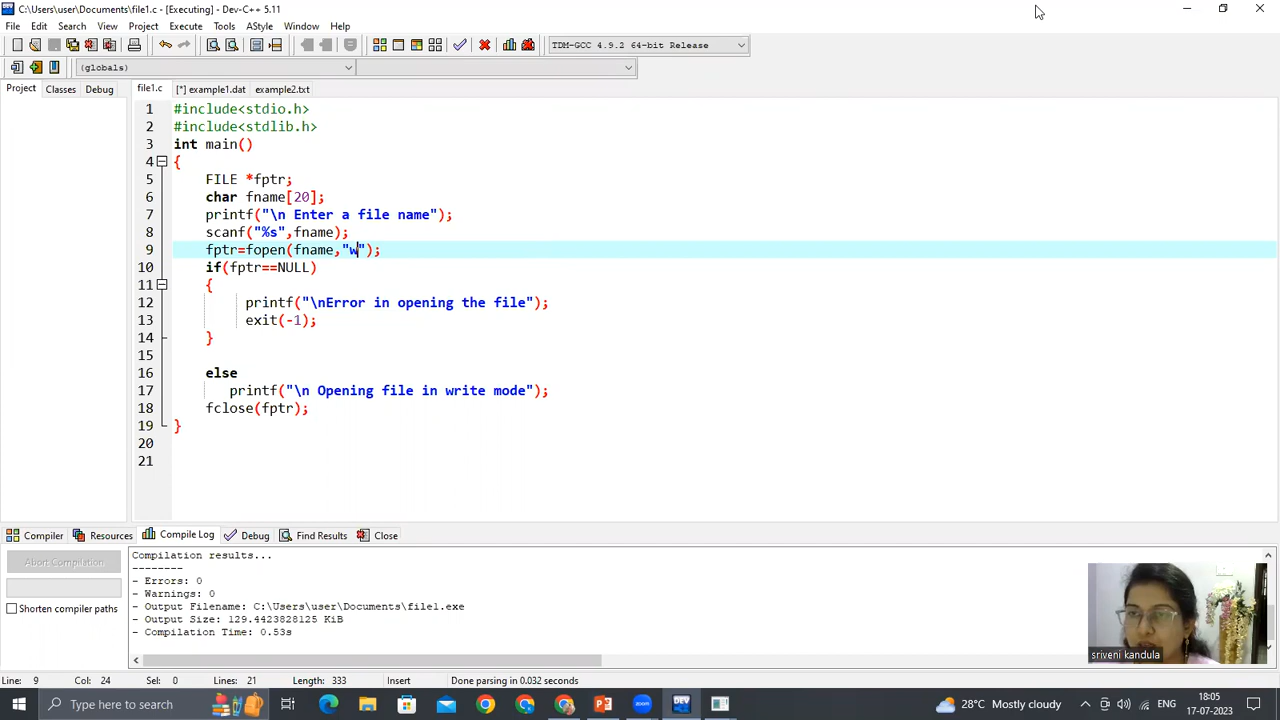 C:\Users\user\Documents\file1.c - [Executing] - Dev-C++ 5.11
File Edit Search View Project Execute Tools AStyle Window Help
TDM-GCC 4.9.2 64-bit Release
(globals)
Project Classes Debug file1.c [*] example1.dat example2.txt
1 #include<stdio.h>
2 #include<stdlib.h>
3 int main()
4 {
5 FILE *fptr;
6 char fname[20];
7 printf("\n Enter a file name");
8 scanf("%s",fname);
9 fptr=fopen(fname,"w");
10 if(fptr==NULL)
11 {
12 printf("\nError in opening the file");
13 exit(-1);
14 }
15
16 else
17 printf("\n Opening file in write mode");
18 fclose(fptr);
19 }
20
21
Compiler Resources Compile Log Debug Find Results Close
Abort Compilation
Shorten compiler paths
Compilation results...
--------
- Errors: 0
- Warnings: 0
- Output Filename: C:\Users\user\Documents\file1.exe
- Output Size: 129.4423828125 KiB
- Compilation Time: 0.53s
sriveni kandula
Line: 9 Col: 24 Sel: 0 Lines: 21 Length: 333 Insert Done parsing in 0.032 seconds
Type here to search 28°C Mostly cloudy ENG 18:05
17-07-2023